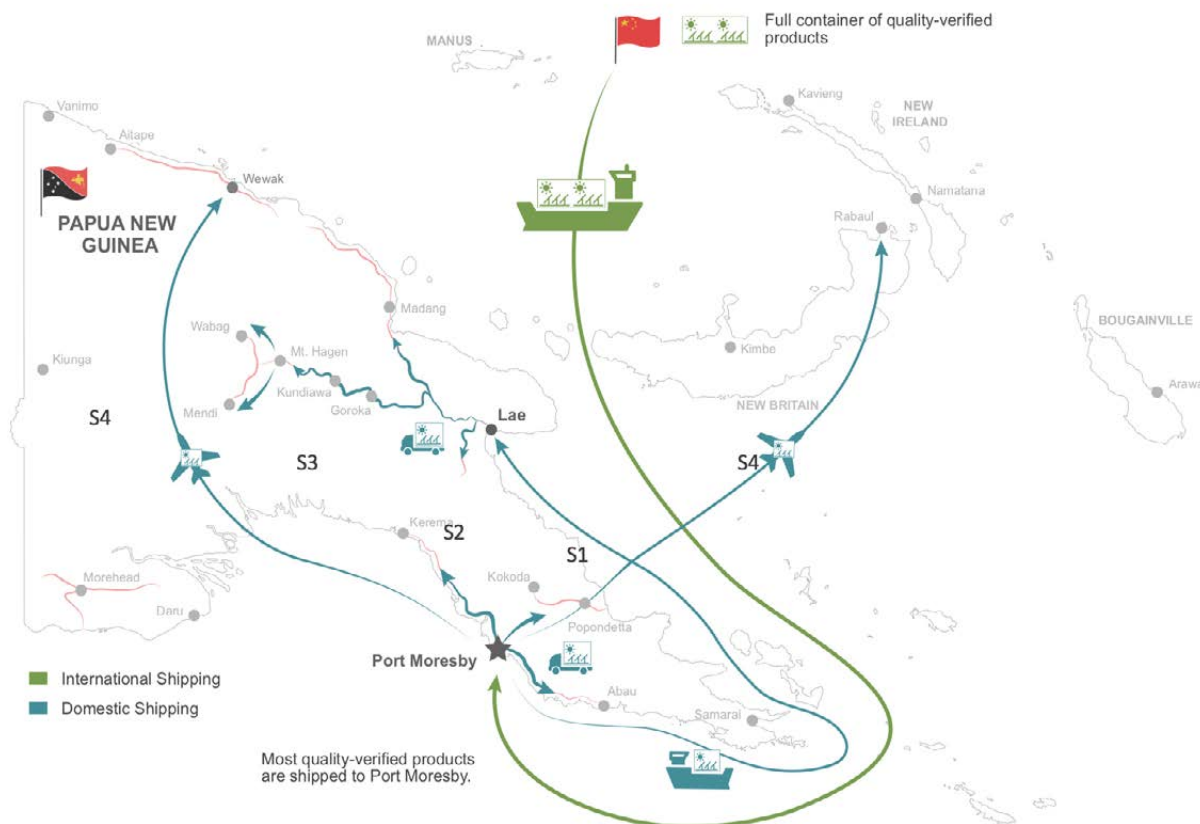 Full container of quality-verified
products
MANUS
Kavieng
NEW
IRELAND
Vanimo
Aitape
Wewak
Namatana
PAPUA NEW
GUINEA
Rabaul
Madang
BOUGAINVILLE
Wabag
Mt. Hagen
Kimbe
Kiunga
Kundiawa
Arawa
Mendi
Goroka
NEW BRITAIN
Lae
S4
S3
S4
Kerema
S2
S1
Kokoda
Morehead
Daru
Popondetta
Port Moresby
International Shipping
Abau
Domestic Shipping
Samarai
Most quality-verified products
are shipped to Port Moresby.